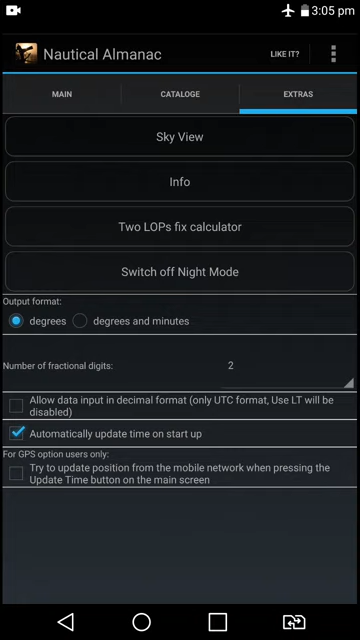 3:05 pm
Nautical Almanac
LIKE IT?
MAIN
CATALOGE
EXTRAS
Sky View
Info
Two LOPs fix calculator
Switch off Night Mode
Output format:
degrees
degrees and minutes
Number of fractional digits:
2
Allow data input in decimal format (only UTC format, Use LT will be
disabled)
Automatically update time on start up
For GPS option users only:
Try to update position from the mobile network when pressing the
Update Time button on the main screen